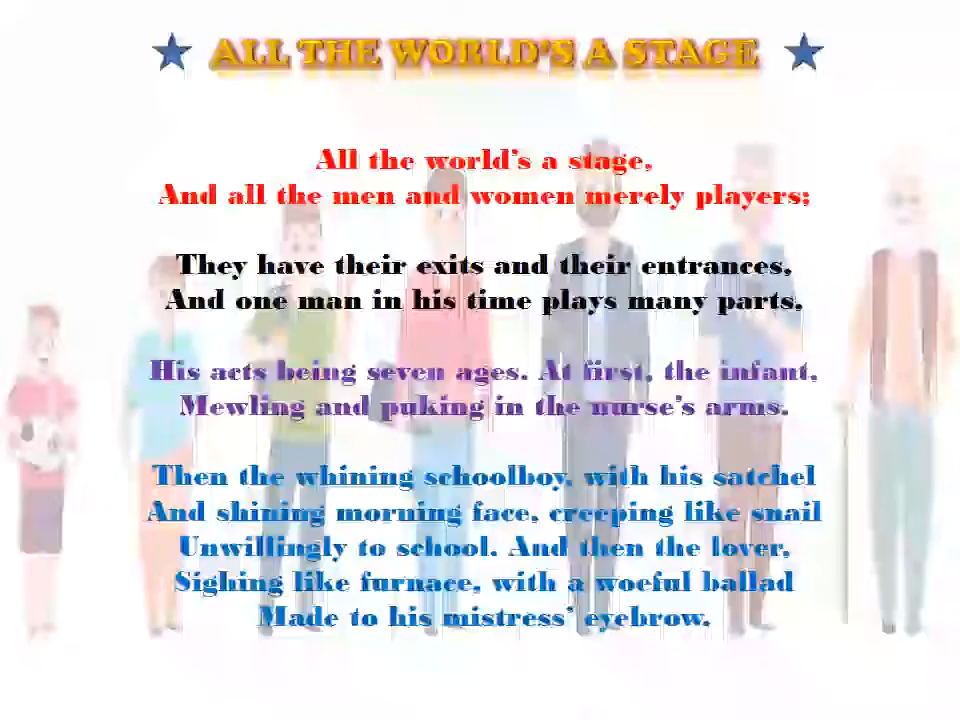 ALL THE WORLD'S A STAGE
All the world's a stage,
And all the men and women merely players;
They have their exits and their entrances,
And one man in his time plays many parts,
His acts being seven ages. At first, the infant,
Mewling and puking in the nurse's arms.
Then the whining schoolboy, with his satchel
And shining morning face, creeping like snail
Unwillingly to school. And then the lover,
Sighing like furnace, with a woeful ballad
Made to his mistress' eyebrow.